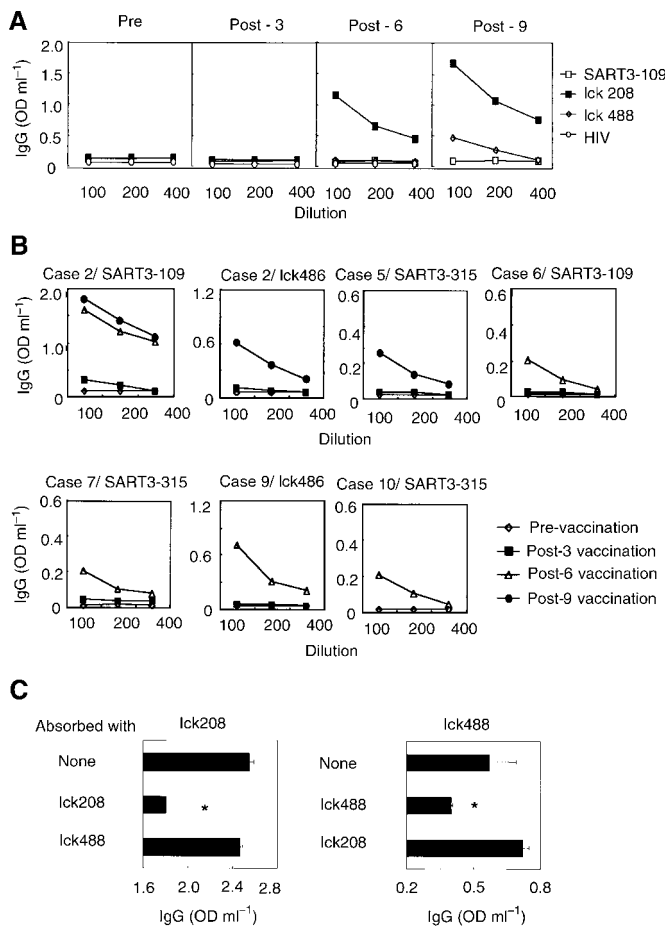 A
Pre Post - 3 Post - 6 Post - 9
2.0
1.5
1.0
0.5
0
IgG (OD ml⁻¹)
100 200 400 100 200 400 100 200 400 100 200 400
Dilution
SART3-109
lck 208
lck 488
HIV
B
Case 2/ SART3-109 Case 2/ lck486 Case 5/ SART3-315 Case 6/ SART3-109
IgG (OD ml⁻¹)
2.0
1.0
0
1.2
0.6
0
0.6
0.4
0.2
0
0.6
0.4
0.2
0
100 200 400 100 200 400 100 200 400 100 200 400
Dilution
Case 7/ SART3-315 Case 9/ lck486 Case 10/ SART3-315
IgG (OD ml⁻¹)
0.6
0.4
0.2
0
1.2
0.6
0
0.6
0.4
0.2
0
100 200 400 100 200 400 100 200 400
Dilution
Pre-vaccination
Post-3 vaccination
Post-6 vaccination
Post-9 vaccination
C
Absorbed with lck208
None
lck208 *
lck488
1.6 2.0 2.4 2.8
IgG (OD ml⁻¹)
lck488
None
lck488 *
lck208
0.2 0.5 0.8
IgG (OD ml⁻¹)